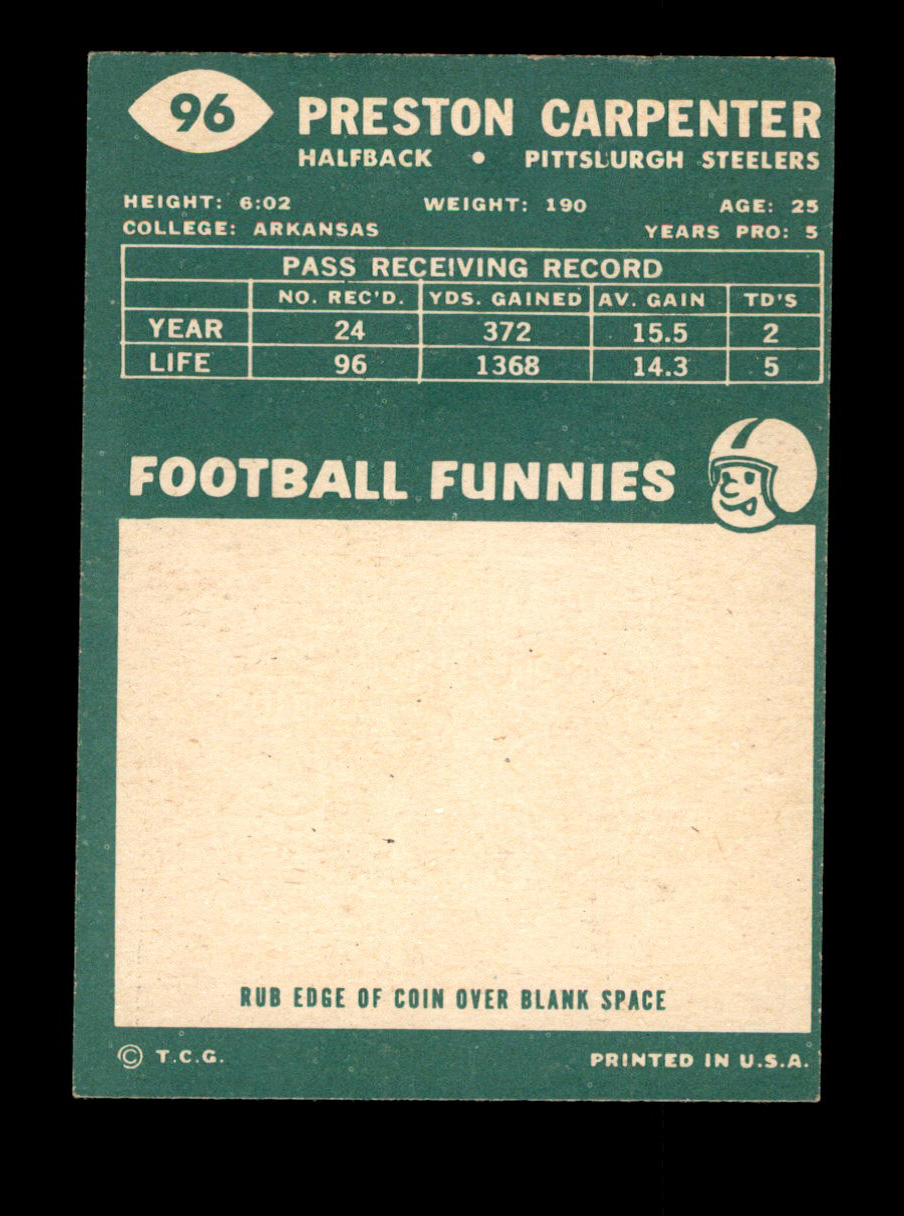 96
PRESTON CARPENTER
HALFBACK • PITTSLURGH STEELERS
HEIGHT: 6:02 WEIGHT: 190 AGE: 25
COLLEGE: ARKANSAS YEARS PRO: 5
PASS RECEIVING RECORD
NO. REC'D. YDS. GAINED AV. GAIN TD'S
YEAR 24 372 15.5 2
LIFE 96 1368 14.3 5
FOOTBALL FUNNIES
RUB EDGE OF COIN OVER BLANK SPACE
© T.C.G. PRINTED IN U.S.A.